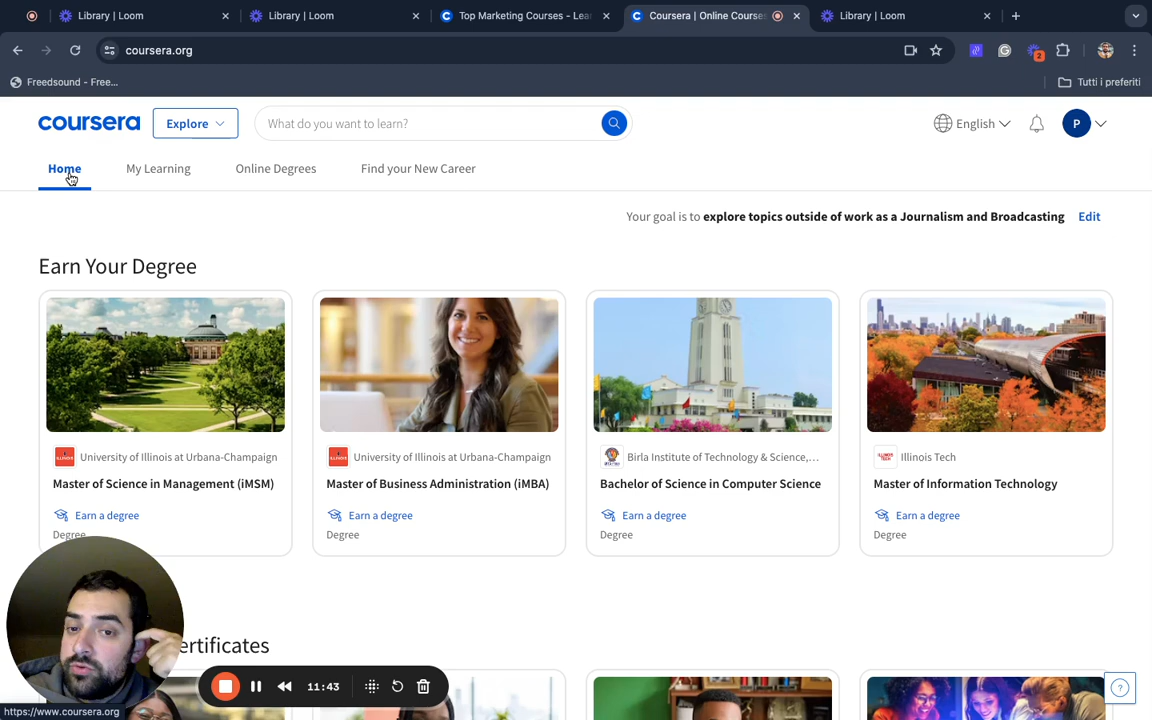 Library | Loom
Library | Loom
Top Marketing Courses - Lea
Coursera | Online Courses
Library | Loom
coursera.org
2
Freedsound - Free...
Tutti i preferiti
coursera
Explore
What do you want to learn?
English
P
Home
My Learning
Online Degrees
Find your New Career
Your goal is to explore topics outside of work as a Journalism and Broadcasting
Edit
Earn Your Degree
University of Illinois at Urbana-Champaign
Master of Science in Management (iMSM)
Earn a degree
Degree
University of Illinois at Urbana-Champaign
Master of Business Administration (iMBA)
Earn a degree
Degree
Birla Institute of Technology & Science,...
Bachelor of Science in Computer Science
Earn a degree
Degree
Illinois Tech
Master of Information Technology
Earn a degree
Degree
ertificates
11:43
?
https://www.coursera.org